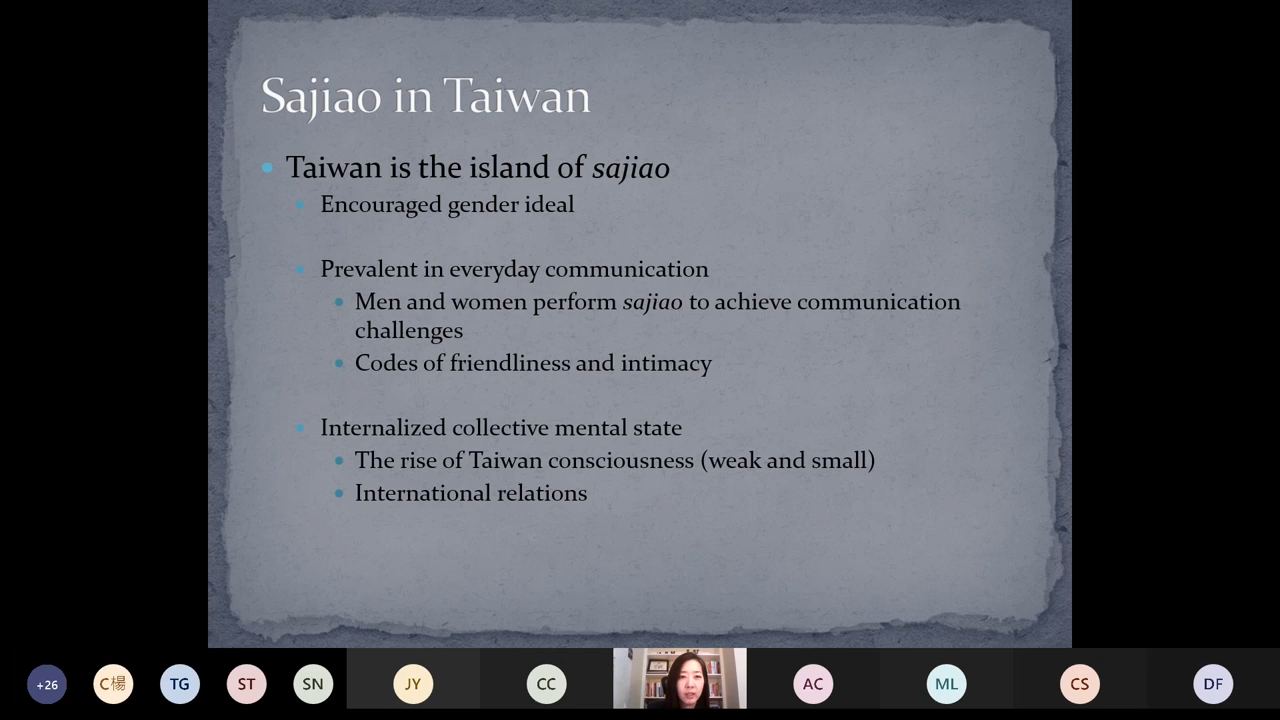 Sajiao in Taiwan
Taiwan is the island of sajiao
Encouraged gender ideal
Prevalent in everyday communication
Men and women perform sajiao to achieve communication
challenges
Codes of friendliness and intimacy
Internalized collective mental state
The rise of Taiwan consciousness (weak and small)
International relations
+26 C楊 TG ST SN JY CC AC ML CS DF